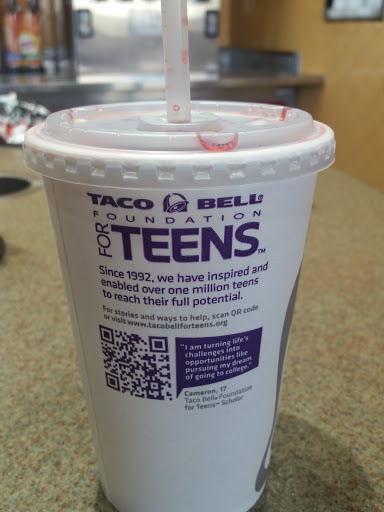 TACO BELL®
FOUNDATION
FOR
TEENS™
Since 1992, we have inspired and
enabled over one million teens
to reach their full potential.
For stories and ways to help, scan QR code
or visit www.tacobellforteens.org
"I am turning life's
challenges into
opportunities like
pursuing my dream
of going to college."
Cameron, 17
Taco Bell® Foundation
for Teens™ Scholar